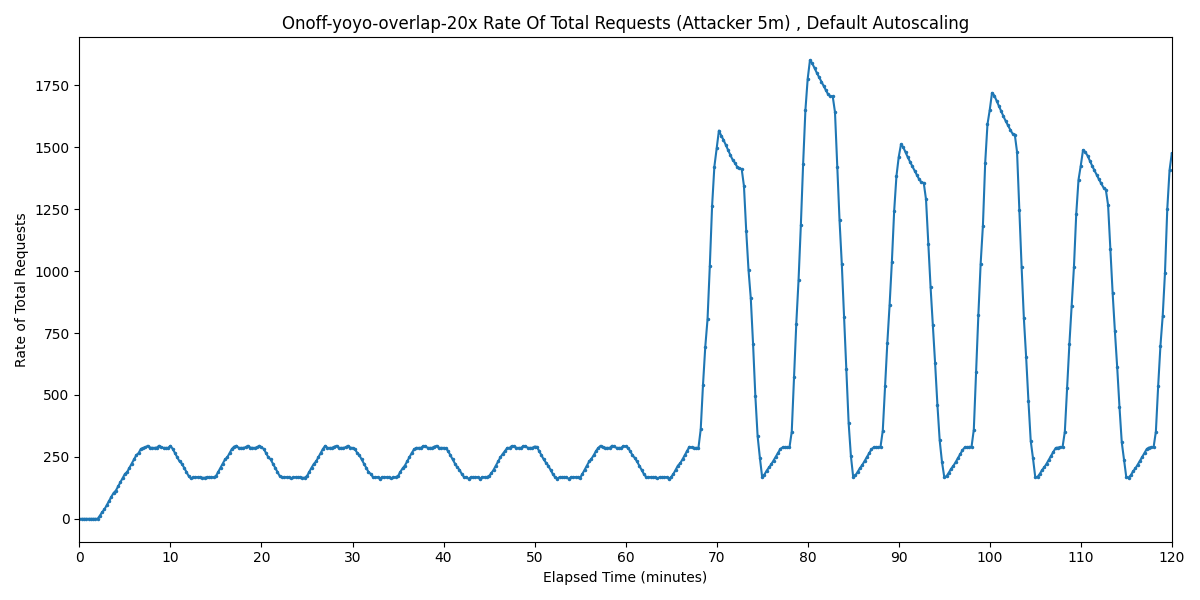 Onoff-yoyo-overlap-20x Rate Of Total Requests (Attacker 5m) , Default Autoscaling
Rate of Total Requests
1750
1500
1250
1000
750
500
250
0
0 10 20 30 40 50 60 70 80 90 100 110 120
Elapsed Time (minutes)